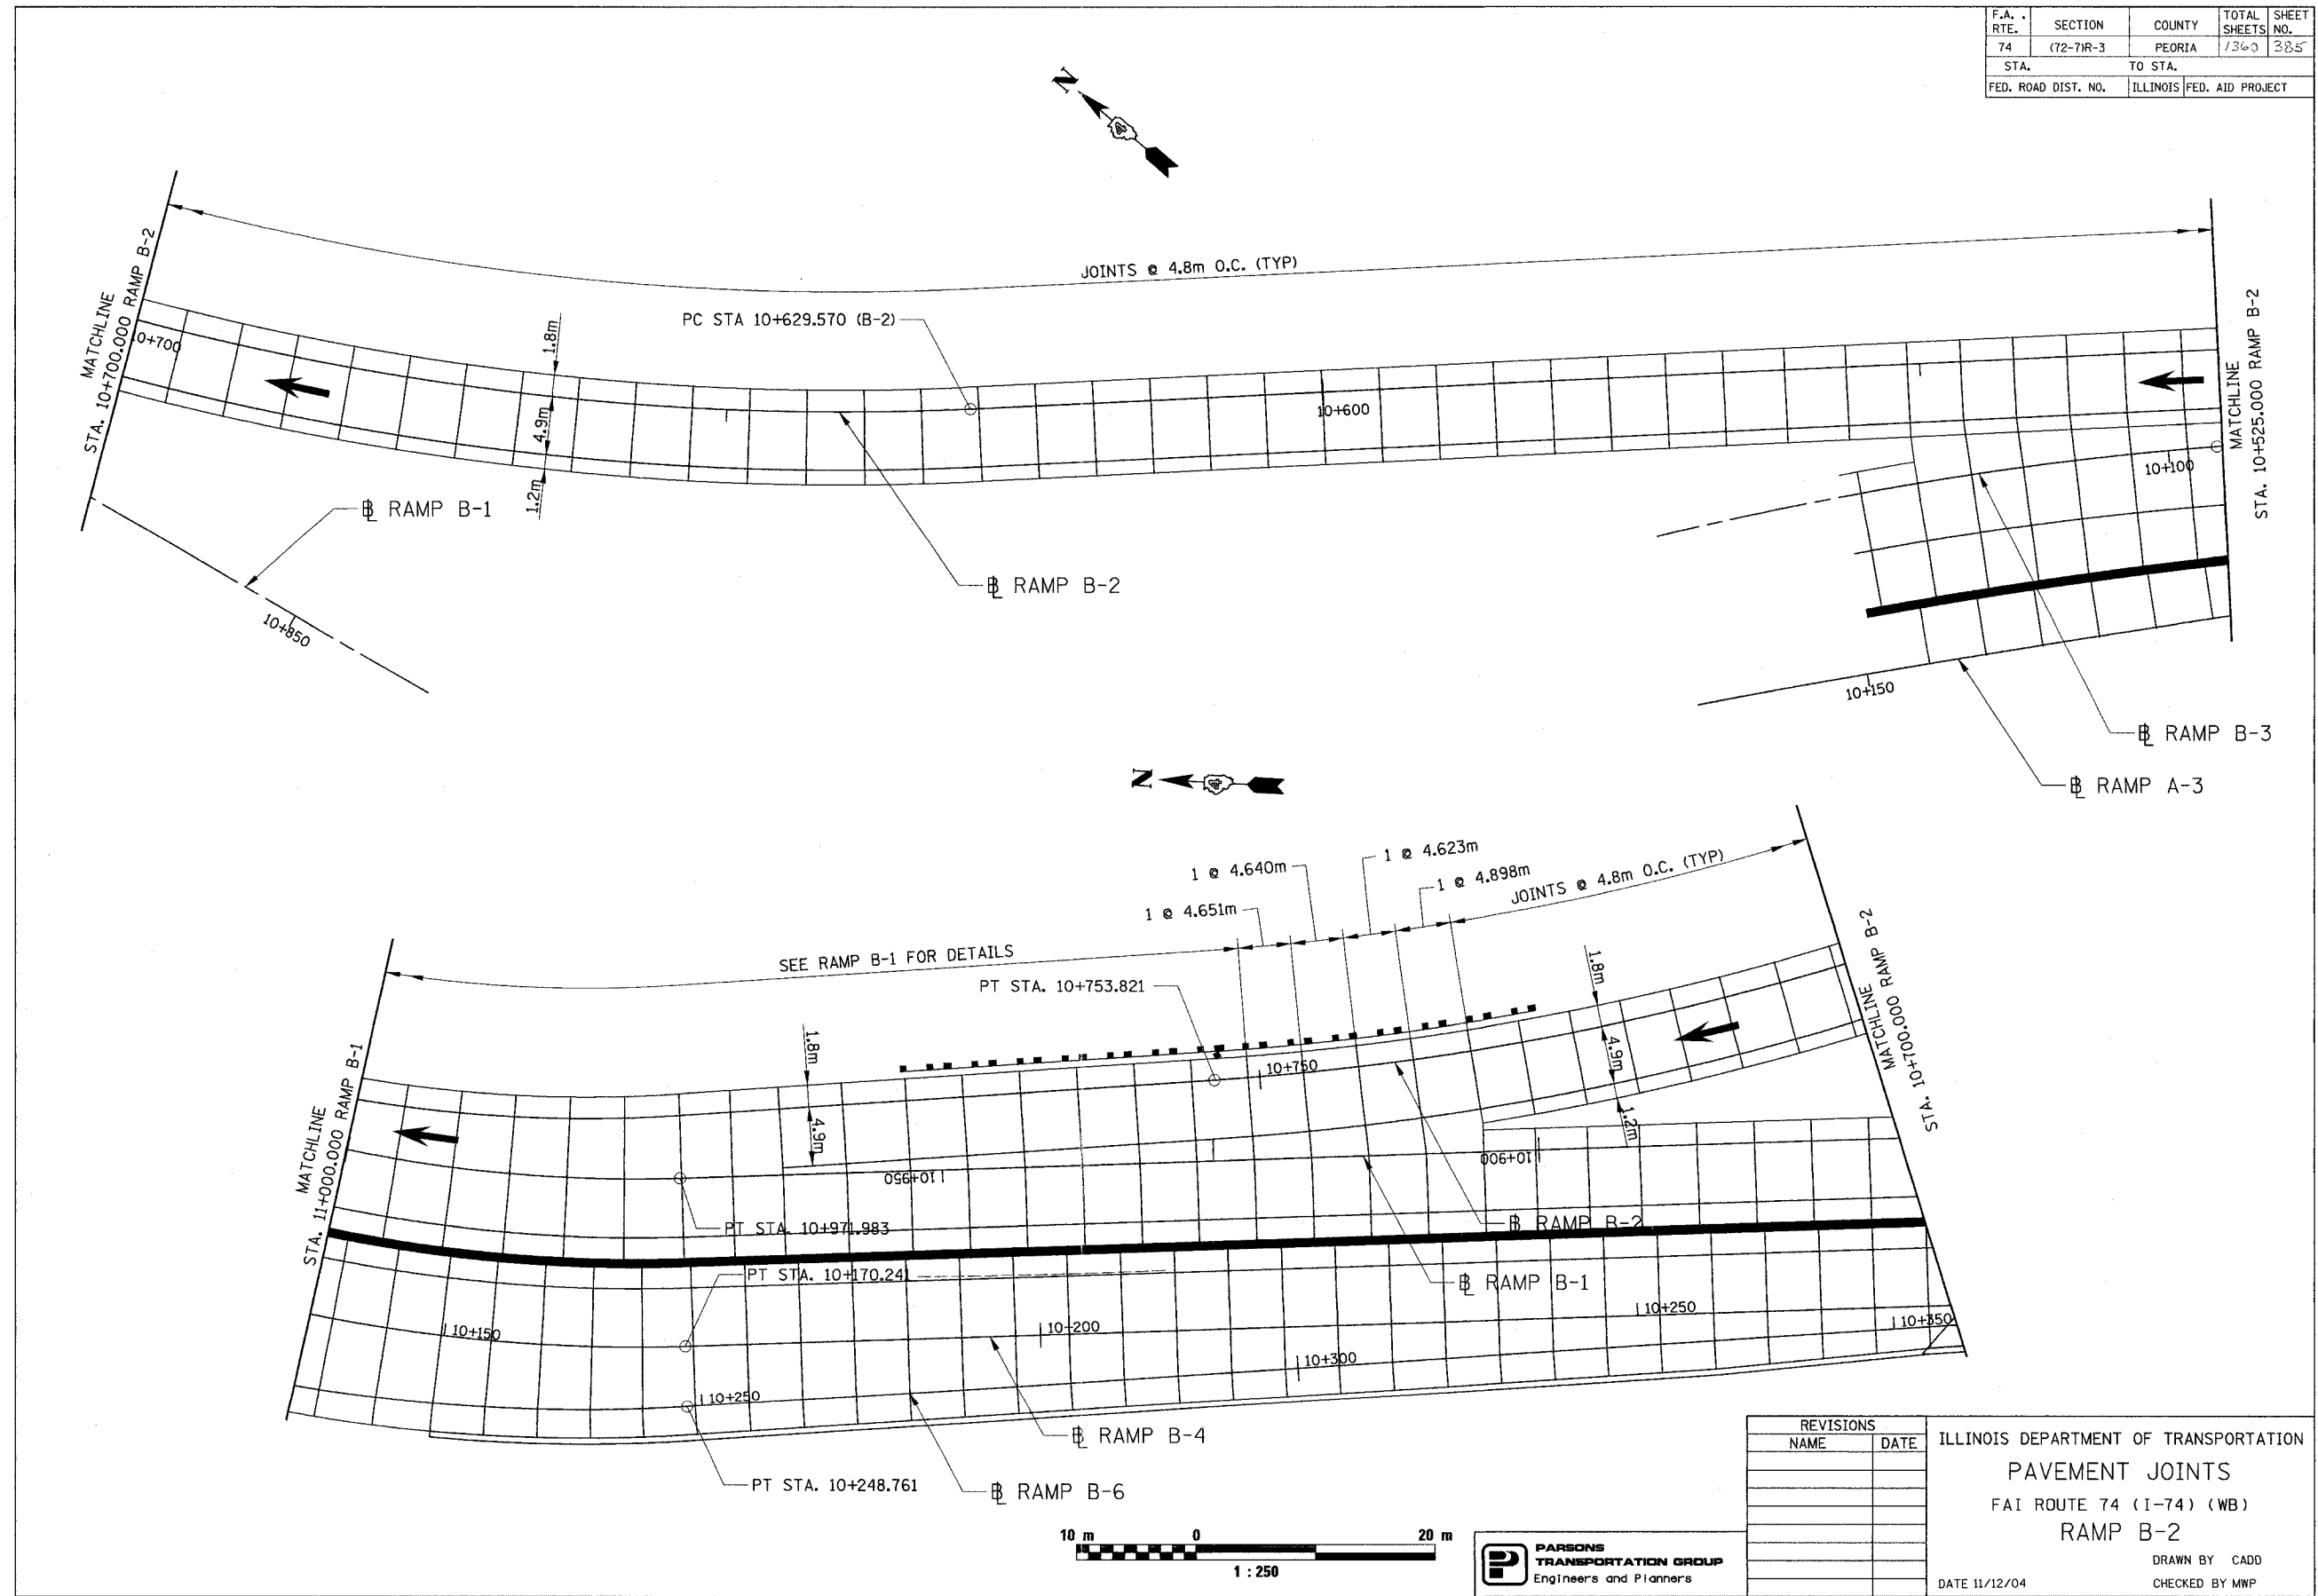 F.A. . RTE. SECTION COUNTY TOTAL SHEETS SHEET NO.
74 (72-7)R-3 PEORIA 1360 385
STA. TO STA.
FED. ROAD DIST. NO. ILLINOIS FED. AID PROJECT
N
MATCHLINE
STA. 10+700.000 RAMP B-2
JOINTS @ 4.8m O.C. (TYP)
PC STA 10+629.570 (B-2)
10+700
1.8m
4.9m
1.2m
10+600
10+100
MATCHLINE
STA. 10+525.000 RAMP B-2
BL RAMP B-1
10+850
BL RAMP B-2
10+150
BL RAMP B-3
BL RAMP A-3
N
1 @ 4.623m
1 @ 4.640m
1 @ 4.898m
1 @ 4.651m
JOINTS @ 4.8m O.C. (TYP)
SEE RAMP B-1 FOR DETAILS
PT STA. 10+753.821
1.8m
4.9m
1.8m
4.9m
1.2m
10+750
MATCHLINE
STA. 10+700.000 RAMP B-2
MATCHLINE
STA. 11+000.000 RAMP B-1
10+950
10+900
PT STA. 10+971.983
BL RAMP B-2
PT STA. 10+170.241
BL RAMP B-1
10+150
10+200
10+250
10+350
10+300
10+250
BL RAMP B-4
PT STA. 10+248.761
BL RAMP B-6
10 m 0 20 m
1 : 250
PARSONS
TRANSPORTATION GROUP
Engineers and Planners
REVISIONS
NAME DATE
ILLINOIS DEPARTMENT OF TRANSPORTATION
PAVEMENT JOINTS
FAI ROUTE 74 (I-74) (WB)
RAMP B-2
DRAWN BY CADD
DATE 11/12/04 CHECKED BY MWP